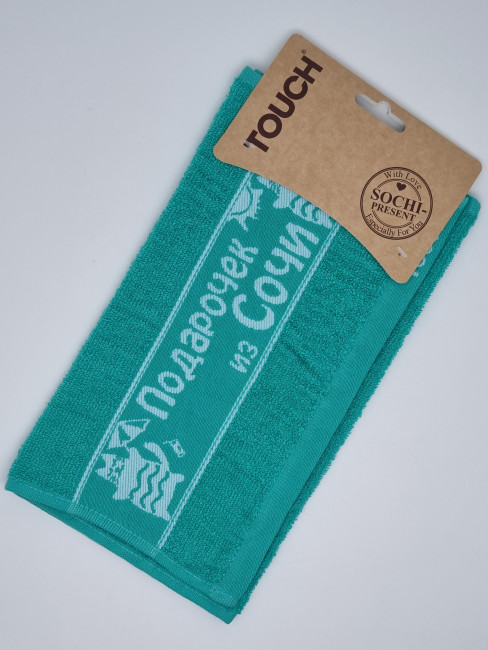 TOUCH
With Love
SOCHI-
PRESENT
Especially For You
Подарочек
из Сочи